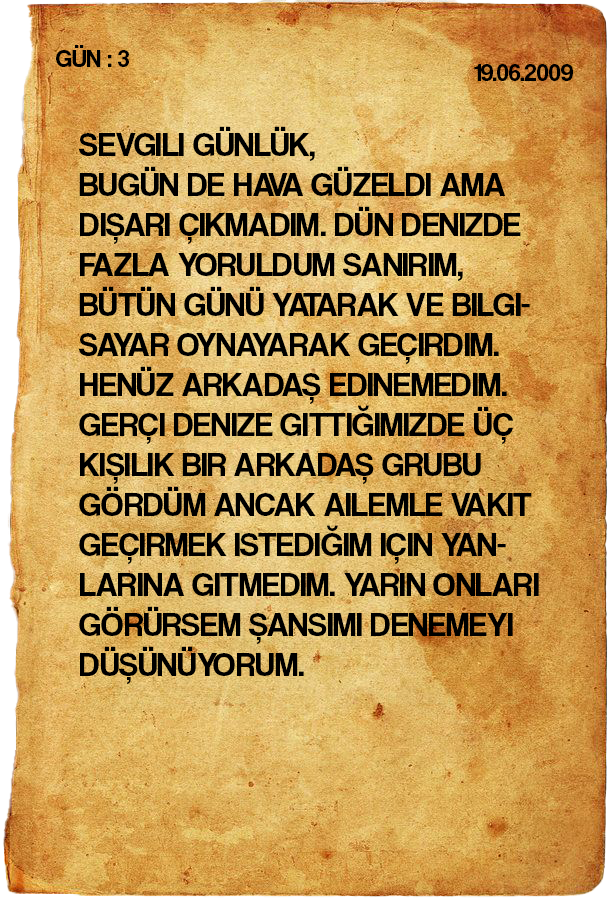 GÜN : 3
19.06.2009
SEVGILI GÜNLÜK,
BUGÜN DE HAVA GÜZELDI AMA
DIŞARI ÇIKMADIM. DÜN DENIZDE
FAZLA YORULDUM SANIRIM,
BÜTÜN GÜNÜ YATARAK VE BILGI-
SAYAR OYNAYARAK GEÇIRDIM.
HENÜZ ARKADAŞ EDINEMEDIM.
GERÇI DENIZE GITTIĞIMIZDE ÜÇ
KIŞILIK BIR ARKADAŞ GRUBU
GÖRDÜM ANCAK AILEMLE VAKIT
GEÇIRMEK ISTEDIĞIM IÇIN YAN-
LARINA GITMEDIM. YARIN ONLARI
GÖRÜRSEM ŞANSIMI DENEMEYI
DÜŞÜNÜYORUM.